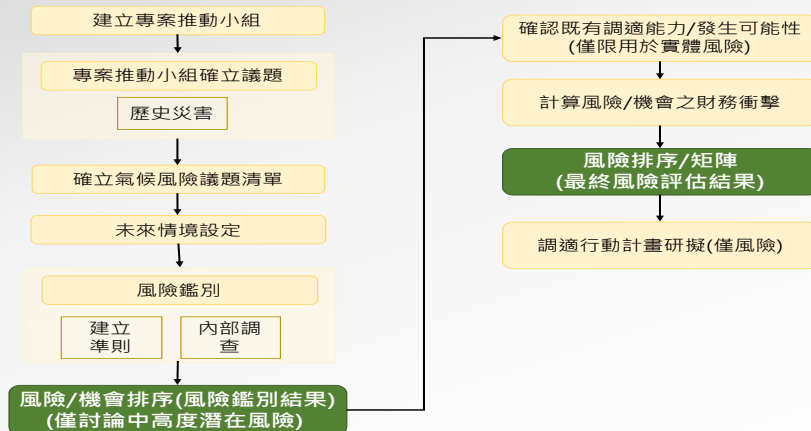 建立專案推動小組
專案推動小組確立議題
歷史災害
確立氣候風險議題清單
未來情境設定
風險鑑別
建立
準則
內部調
查
風險/機會排序(風險鑑別結果)
(僅討論中高度潛在風險)
確認既有調適能力/發生可能性
(僅限用於實體風險)
計算風險/機會之財務衝擊
風險排序/矩陣
(最終風險評估結果)
調適行動計畫研擬(僅風險)